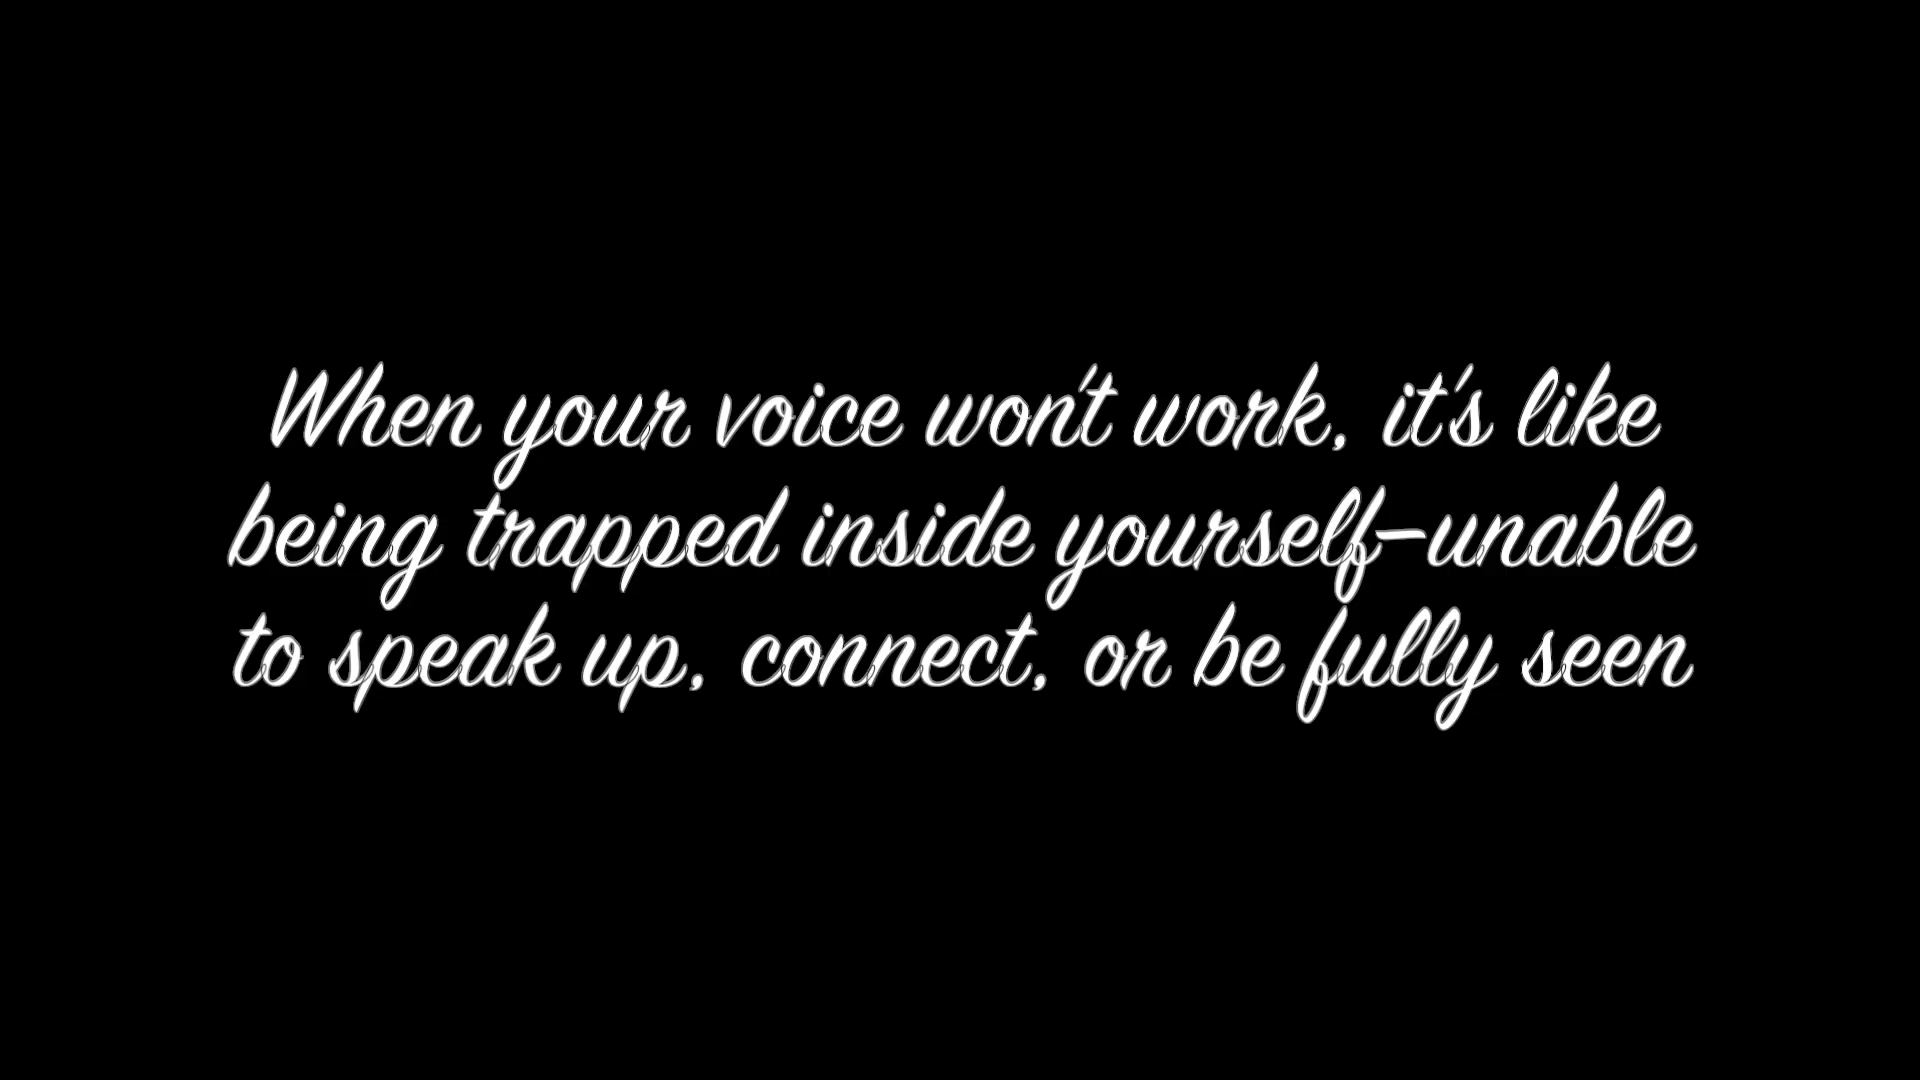 When your voice won't work, it's like
being trapped inside yourself-unable
to speak up, connect, or be fully seen